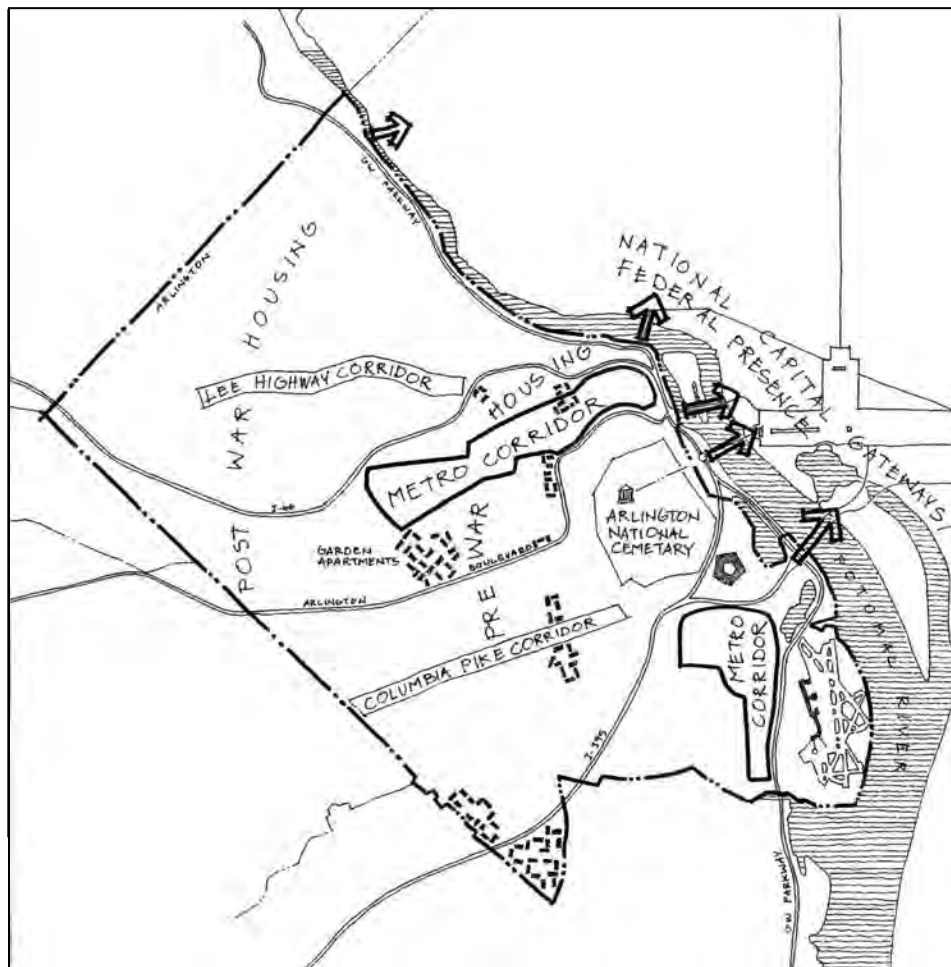 GW PARKWAY
ARLINGTON
NATIONAL CAPITAL
FEDERAL PRESENCE
GATEWAYS
POST WAR HOUSING
LEE HIGHWAY CORRIDOR
PRE WAR HOUSING
METRO CORRIDOR
I-66
ARLINGTON
NATIONAL
CEMETARY
GARDEN
APARTMENTS
ARLINGTON BOULEVARD
POTOMAC RIVER
COLUMBIA PIKE CORRIDOR
METRO
CORRIDOR
I-395
GW PARKWAY